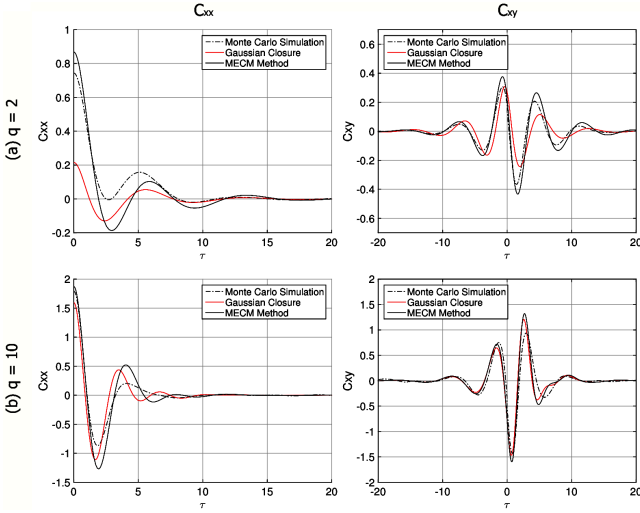 Cxx
Cxy
(a) q = 2
Cxx
1
0.8
0.6
0.4
0.2
0
-0.2
0
5
10
15
20
τ
Monte Carlo Simulation
Gaussian Closure
MECM Method
Cxy
0.6
0.4
0.2
0
-0.2
-0.4
-0.6
-20
-10
0
10
20
τ
Monte Carlo Simulation
Gaussian Closure
MECM Method
(b) q = 10
Cxx
2
1.5
1
0.5
0
-0.5
-1
-1.5
0
5
10
15
20
τ
Monte Carlo Simulation
Gaussian Closure
MECM Method
Cxy
2
1.5
1
0.5
0
-0.5
-1
-1.5
-2
-20
-10
0
10
20
τ
Monte Carlo Simulation
Gaussian Closure
MECM Method